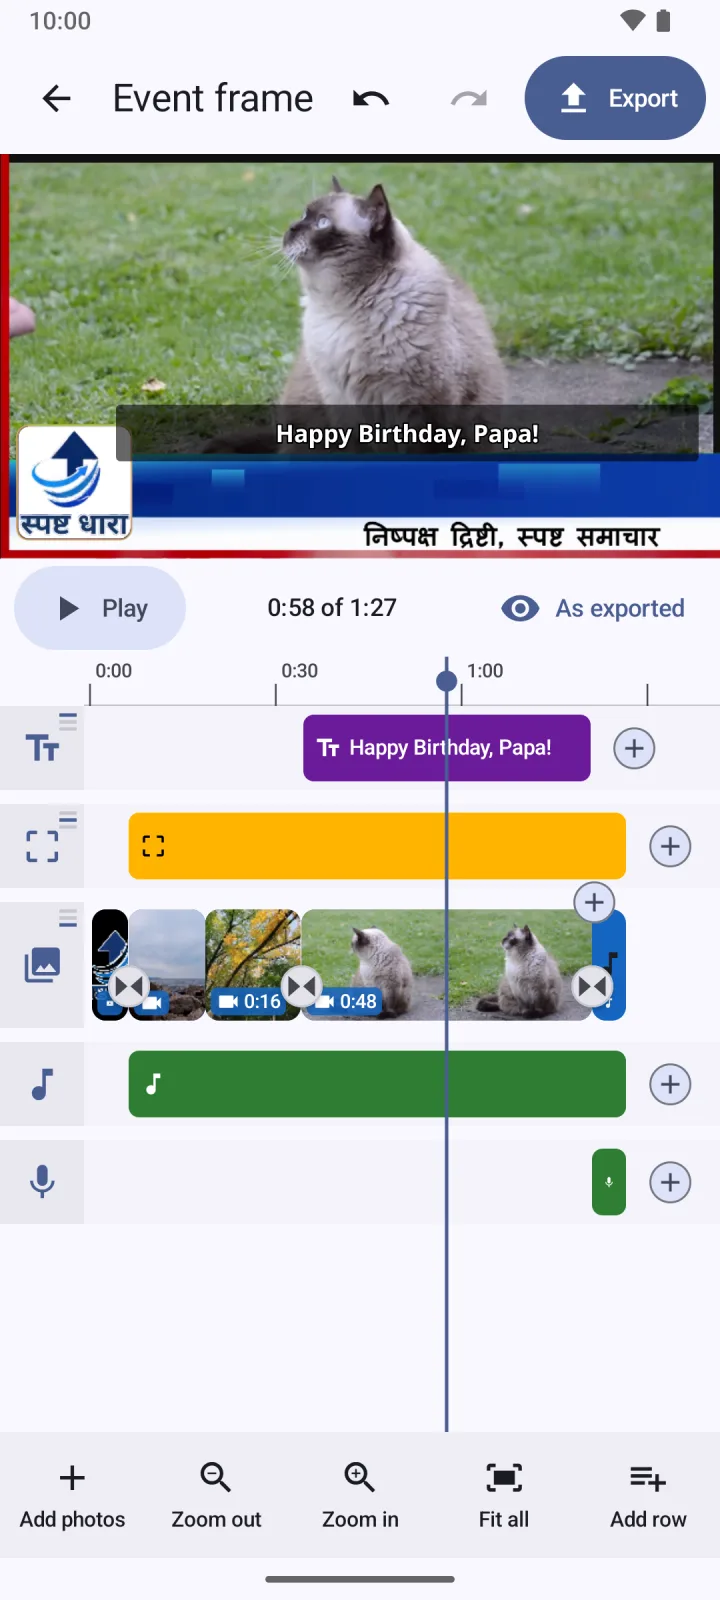 10:00
Event frame
Export
Happy Birthday, Papa!
स्पष्ट धारा
निष्पक्ष द्रिष्टी, स्पष्ट समाचार
Play
0:58 of 1:27
As exported
0:00
0:30
1:00
Happy Birthday, Papa!
0:16
0:48
Add photos
Zoom out
Zoom in
Fit all
Add row